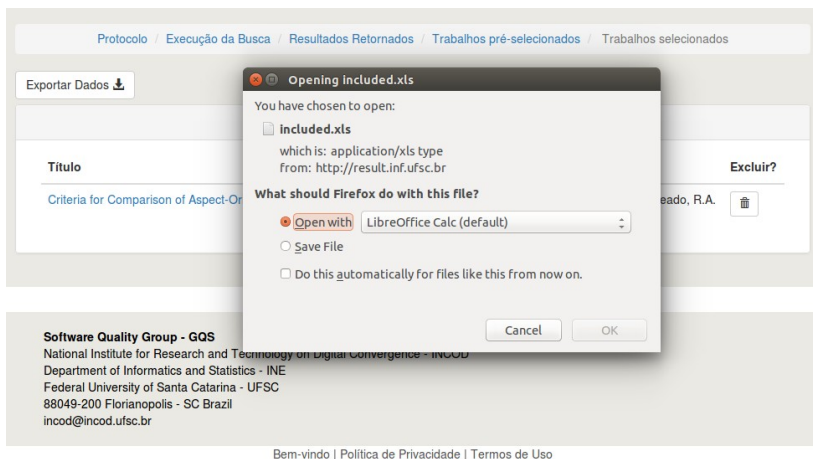 Protocolo / Execução da Busca / Resultados Retornados / Trabalhos pré-selecionados / Trabalhos selecionados
Exportar Dados
Opening included.xls
You have chosen to open:
included.xls
which is: application/xls type
from: http://result.inf.ufsc.br
What should Firefox do with this file?
Open with LibreOffice Calc (default)
Save File
Do this automatically for files like this from now on.
Cancel OK
Título Excluir?
Criteria for Comparison of Aspect-Or eado, R.A.
Software Quality Group - GQS
National Institute for Research and Technology on Digital Convergence - INCOD
Department of Informatics and Statistics - INE
Federal University of Santa Catarina - UFSC
88049-200 Florianopolis - SC Brazil
incod@incod.ufsc.br
Bem-vindo | Política de Privacidade | Termos de Uso